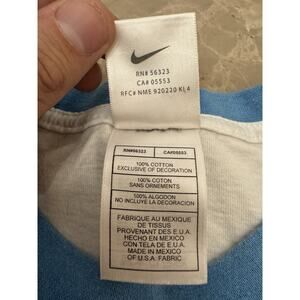 RN# 56323
CA# 05553
RFC# NME 920220 KL4
RN#56323 CA#05553
100% COTTON
EXCLUSIVE OF DECORATION
100% COTON
SANS ORNEMENTS
100% ALGODON
NO INCLUYE LA DECORACION
FABRIQUE AU MEXIQUE
DE TISSUS
PROVENANT DES E.U.
HECHO EN MEXICO
CON TELA DE E.U.
MADE IN MEXICO
OF U.S.A. FABRIC